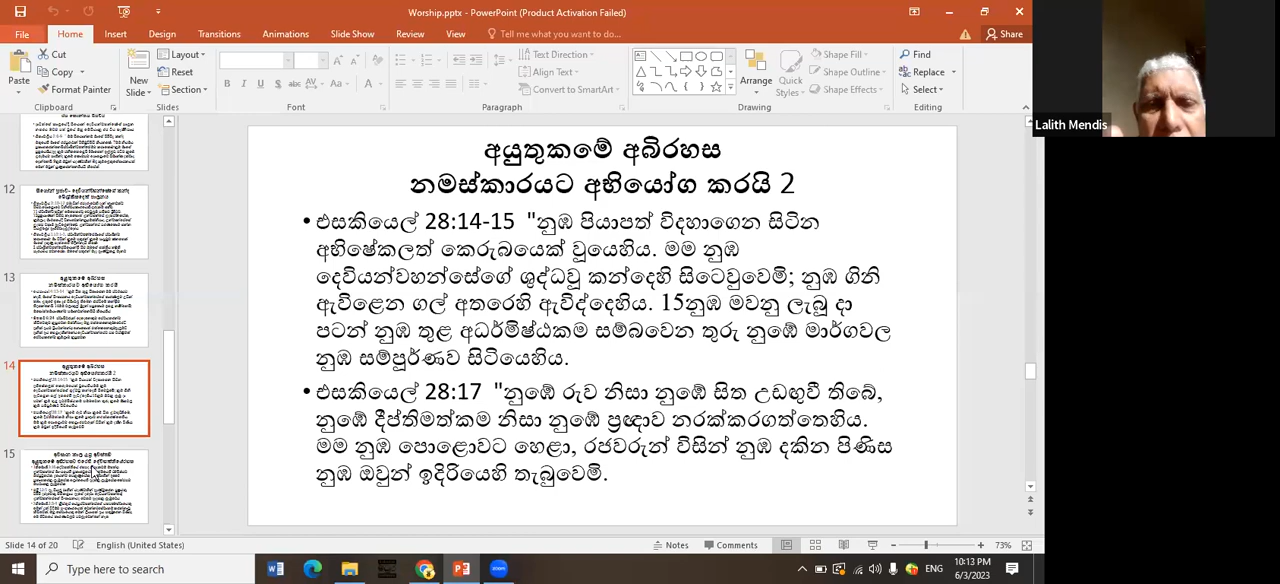 Worship.pptx - PowerPoint (Product Activation Failed)
File Home Insert Design Transitions Animations Slide Show Review View Tell me what you want to do... Share
Cut Layout Text Direction Shape Fill Find
Copy Reset Align Text Shape Outline Replace
Paste Format Painter New Slide Section Convert to SmartArt Arrange Quick Styles Shape Effects Select
Clipboard Slides Font Paragraph Drawing Editing
Lalith Mendis
අයුතුකමේ අබිරහස
නමස්කාරයට අභියෝග කරයි 2
• එසකියෙල් 28:14-15 "නුඹ පියාපත් විදහාගෙන සිටින
අභිෂේකලත් කෙරුබයෙක් වූයෙහිය. මම නුඹ
දෙවියන්වහන්සේගේ ශුද්ධවූ කන්දෙහි සිටෙවුවෙමි; නුඹ ගිනි
ඇවිළෙන ගල් අතරෙහි ඇවිද්දෙහිය. 15නුඹ මවනු ලැබූ දා
පටන් නුඹ තුළ අධර්මිෂ්ඨකම සම්බවෙන තුරු නුඹේ මාර්ගවල
නුඹ සම්පූර්ණව සිටියෙහිය.
• එසකියෙල් 28:17 "නුඹේ රුව නිසා නුඹේ සිත උඩඟුවී තිබේ,
නුඹේ දීප්තිමත්කම නිසා නුඹේ ප්‍රඥාව නරක්කරගත්තෙහිය.
මම නුඹ පොළොවට හෙළා, රජවරුන් විසින් නුඹ දකින පිණිස
නුඹ ඔවුන් ඉදිරියෙහි තැබුවෙමි.
12
13
14
15
Slide 14 of 20 English (United States) Notes Comments 73%
Type here to search ENG 10:13 PM
6/3/2023